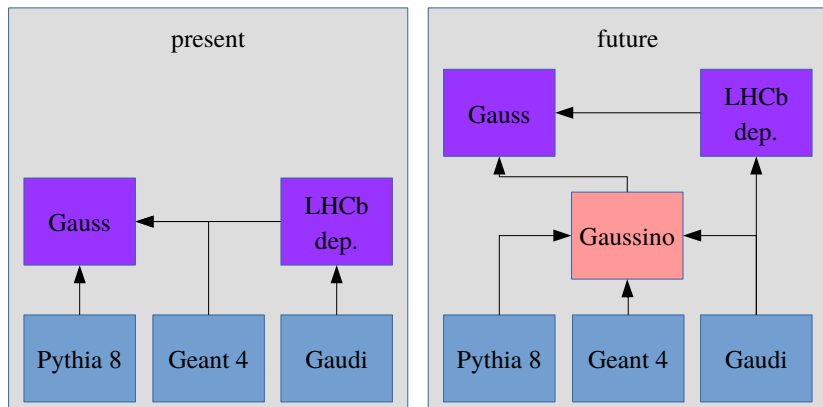 present
Gauss
LHCb
dep.
Pythia 8
Geant 4
Gaudi
future
Gauss
LHCb
dep.
Gaussino
Pythia 8
Geant 4
Gaudi